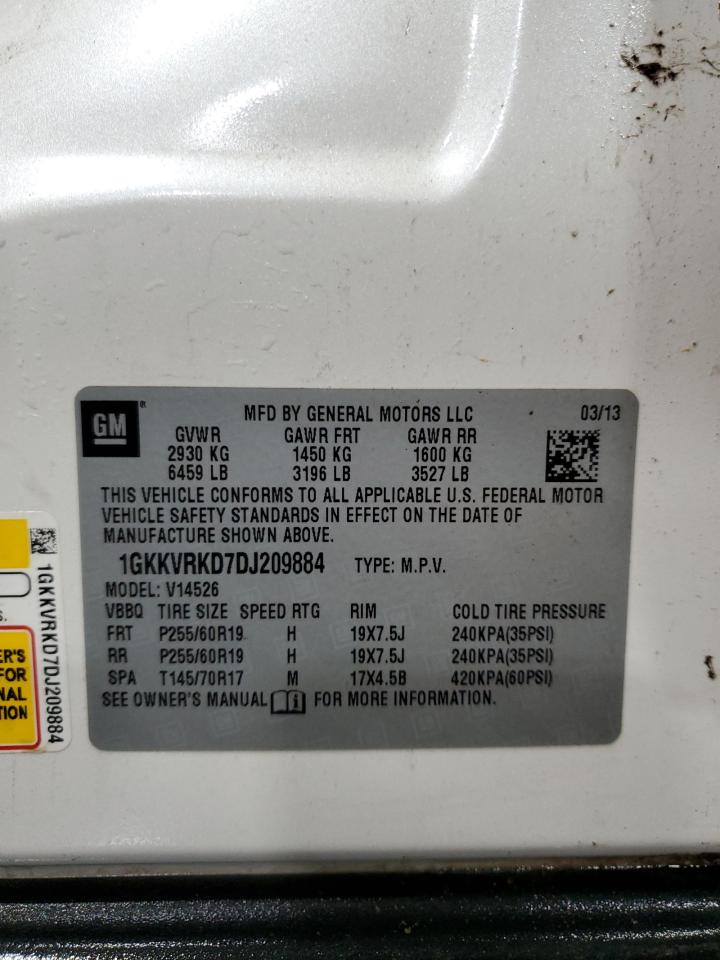 GM ®
MFD BY GENERAL MOTORS LLC 03/13
GVWR GAWR FRT GAWR RR
2930 KG 1450 KG 1600 KG
6459 LB 3196 LB 3527 LB
THIS VEHICLE CONFORMS TO ALL APPLICABLE U.S. FEDERAL MOTOR
VEHICLE SAFETY STANDARDS IN EFFECT ON THE DATE OF
MANUFACTURE SHOWN ABOVE.
1GKKVRKD7DJ209884 TYPE: M.P.V.
MODEL: V14526
VBBQ TIRE SIZE SPEED RTG RIM COLD TIRE PRESSURE
FRT P255/60R19 H 19X7.5J 240KPA(35PSI)
RR P255/60R19 H 19X7.5J 240KPA(35PSI)
SPA T145/70R17 M 17X4.5B 420KPA(60PSI)
SEE OWNER'S MANUAL i FOR MORE INFORMATION.
1GKKVRKD7DJ209884
S.
ER'S
FOR
NAL
TION